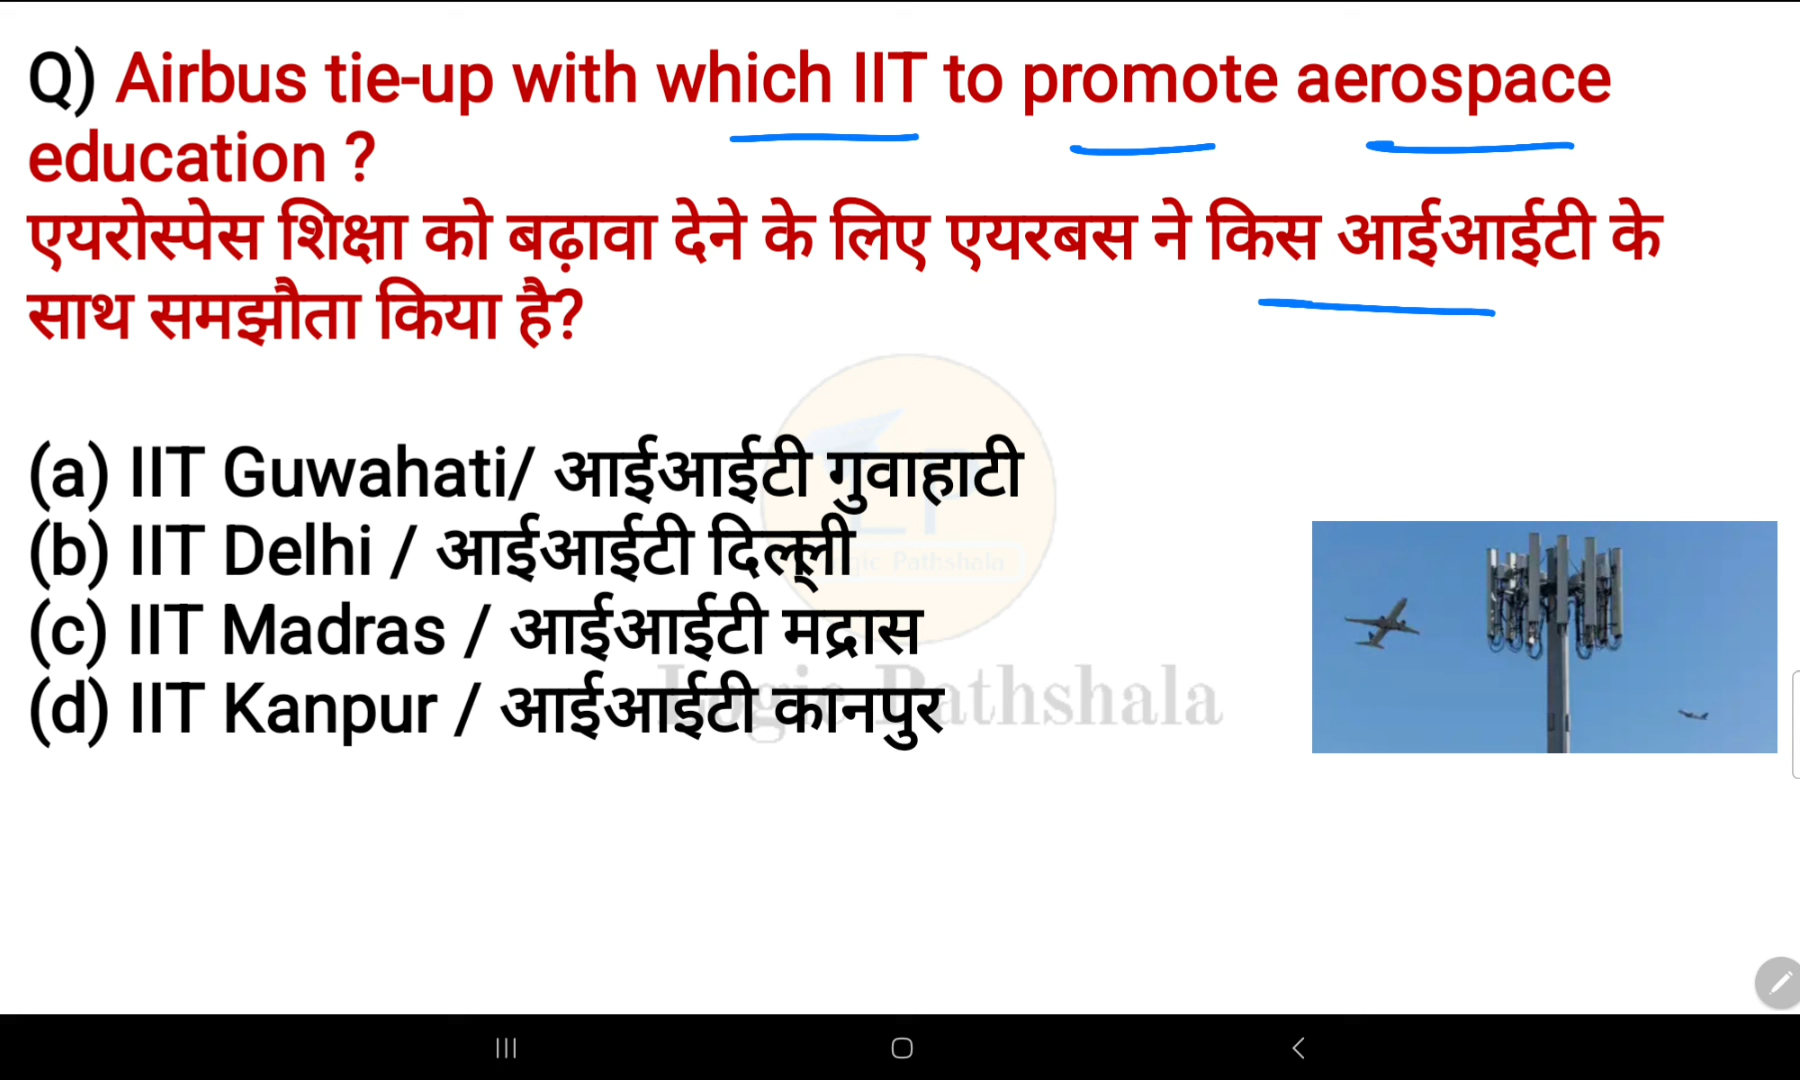 Q) Airbus tie-up with which IIT to promote aerospace
education ?
एयरोस्पेस शिक्षा को बढ़ावा देने के लिए एयरबस ने किस आईआईटी के
साथ समझौता किया है?
(a) IIT Guwahati/ आईआईटी गुवाहाटी
(b) IIT Delhi / आईआईटी दिल्ली
(c) IIT Madras / आईआईटी मद्रास
(d) IIT Kanpur / आईआईटी कानपुर
Logic Pathshala